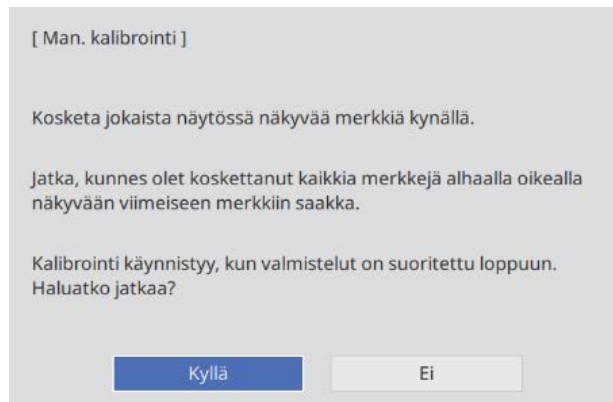 [ Man. kalibrointi ]
Kosketa jokaista näytössä näkyvää merkkiä kynällä.
Jatka, kunnes olet koskettanut kaikkia merkkejä alhaalla oikealla
näkyvään viimeiseen merkkiin saakka.
Kalibrointi käynnistyy, kun valmistelut on suoritettu loppuun.
Haluatko jatkaa?
Kyllä
Ei